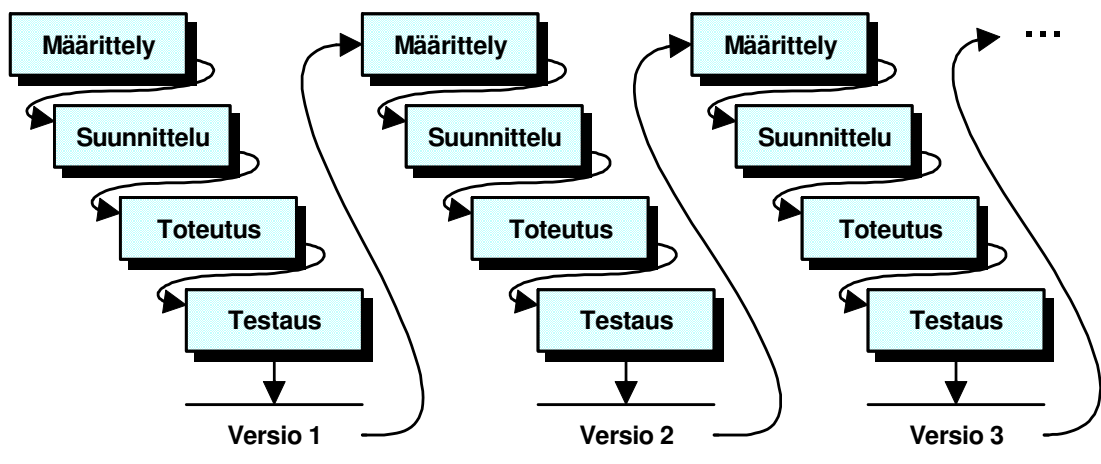 Määrittely
Suunnittelu
Toteutus
Testaus
Versio 1
Määrittely
Suunnittelu
Toteutus
Testaus
Versio 2
Määrittely
Suunnittelu
Toteutus
Testaus
Versio 3
...